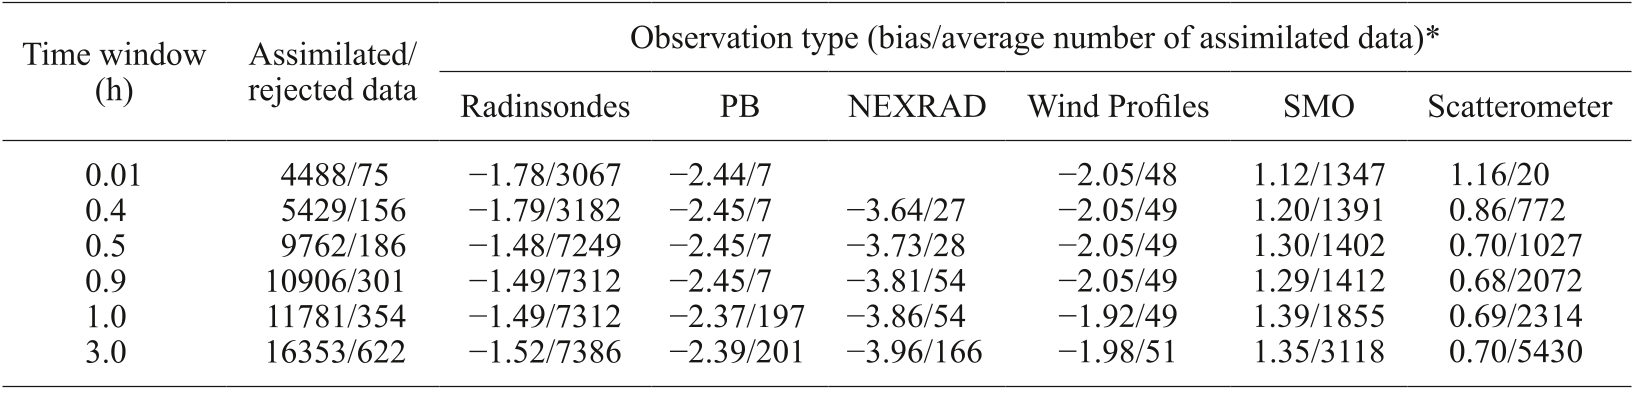 Time window (h) Assimilated/ rejected data Observation type (bias/average number of assimilated data)*
Radinsondes PB NEXRAD Wind Profiles SMO Scatterometer
0.01 4488/75 −1.78/3067 −2.44/7 −2.05/48 1.12/1347 1.16/20
0.4 5429/156 −1.79/3182 −2.45/7 −3.64/27 −2.05/49 1.20/1391 0.86/772
0.5 9762/186 −1.48/7249 −2.45/7 −3.73/28 −2.05/49 1.30/1402 0.70/1027
0.9 10906/301 −1.49/7312 −2.45/7 −3.81/54 −2.05/49 1.29/1412 0.68/2072
1.0 11781/354 −1.49/7312 −2.37/197 −3.86/54 −1.92/49 1.39/1855 0.69/2314
3.0 16353/622 −1.52/7386 −2.39/201 −3.96/166 −1.98/51 1.35/3118 0.70/5430